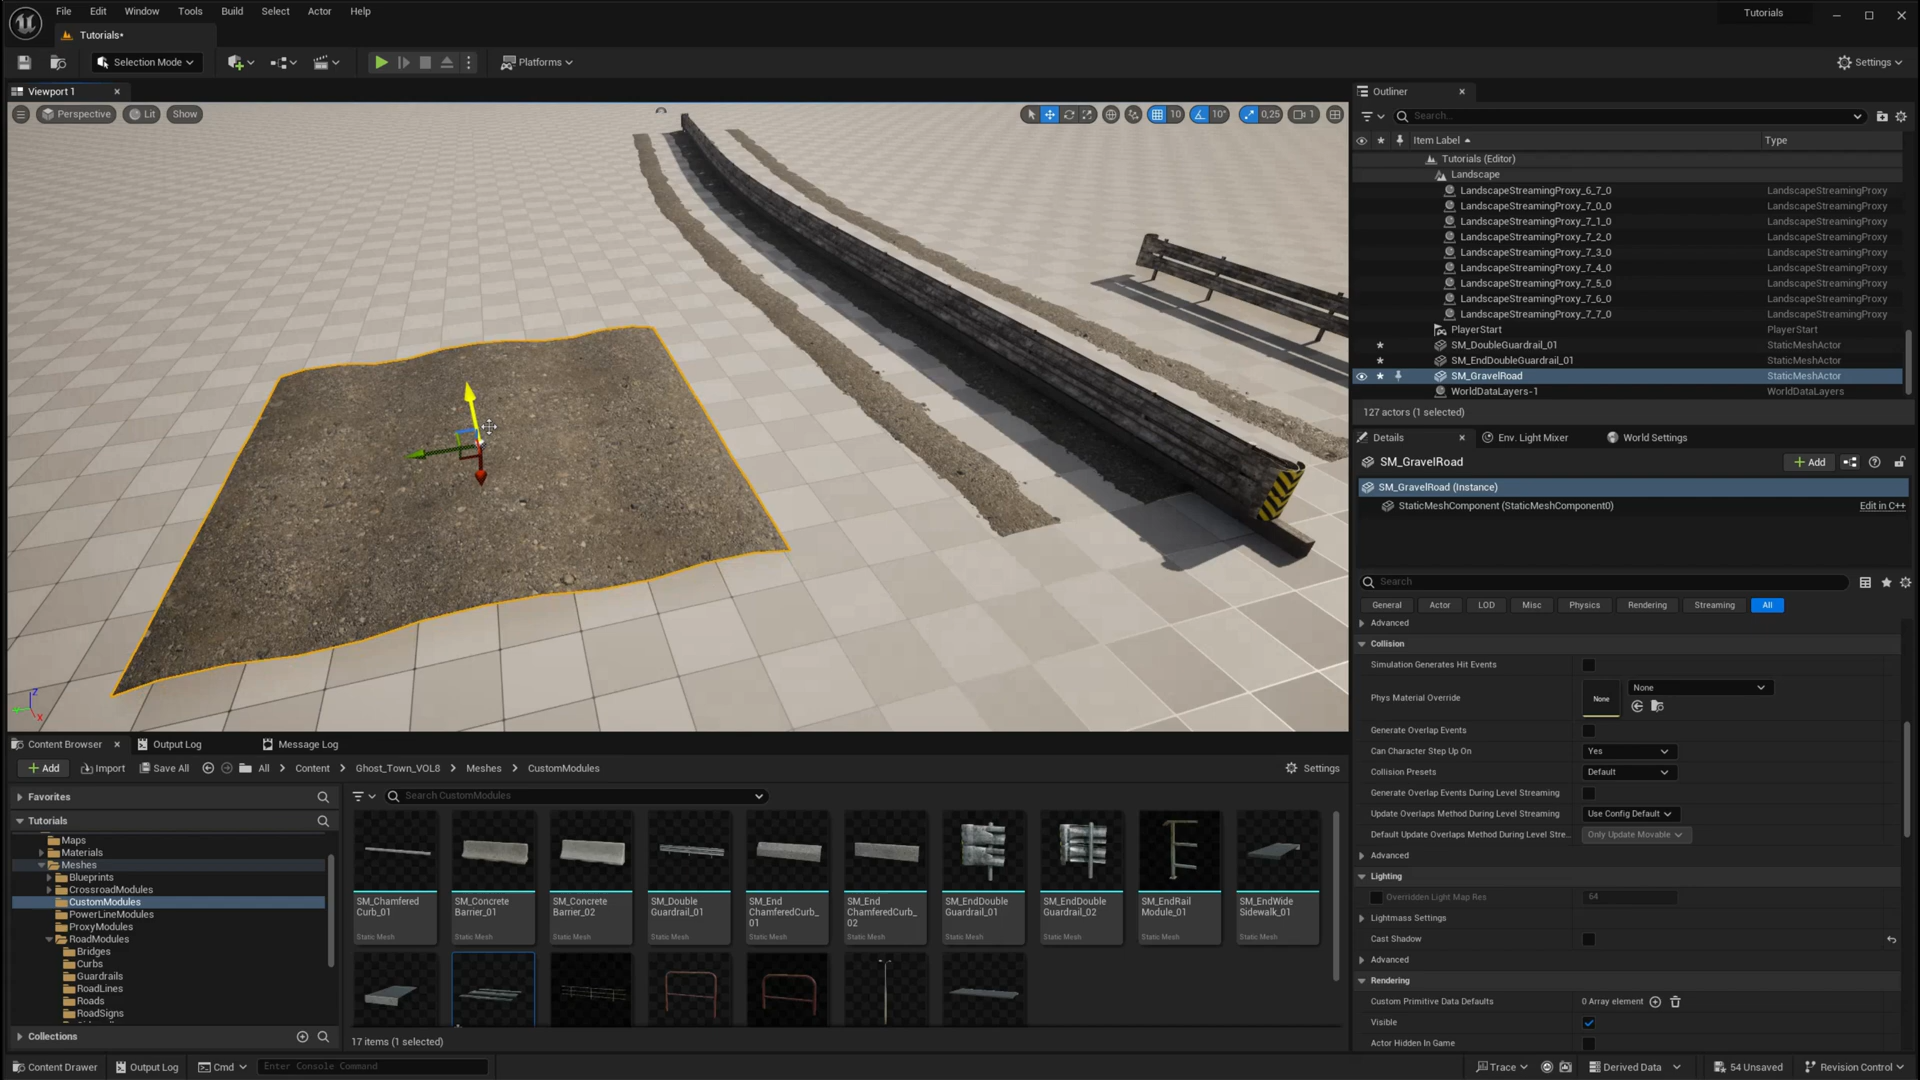 File Edit Window Tools Build Select Actor Help
Tutorials
Tutorials•
Selection Mode
Platforms
Settings
Viewport 1
Outliner
Perspective Lit Show
10 10° 0,25 1
Search...
Item Label Type
Tutorials (Editor)
Landscape
LandscapeStreamingProxy_6_7_0 LandscapeStreamingProxy
LandscapeStreamingProxy_7_0_0 LandscapeStreamingProxy
LandscapeStreamingProxy_7_1_0 LandscapeStreamingProxy
LandscapeStreamingProxy_7_2_0 LandscapeStreamingProxy
LandscapeStreamingProxy_7_3_0 LandscapeStreamingProxy
LandscapeStreamingProxy_7_4_0 LandscapeStreamingProxy
LandscapeStreamingProxy_7_5_0 LandscapeStreamingProxy
LandscapeStreamingProxy_7_6_0 LandscapeStreamingProxy
LandscapeStreamingProxy_7_7_0 LandscapeStreamingProxy
PlayerStart PlayerStart
SM_DoubleGuardrail_01 StaticMeshActor
SM_EndDoubleGuardrail_01 StaticMeshActor
SM_GravelRoad StaticMeshActor
WorldDataLayers-1 WorldDataLayers
127 actors (1 selected)
Details Env. Light Mixer World Settings
SM_GravelRoad
Add
SM_GravelRoad (Instance)
StaticMeshComponent (StaticMeshComponent0) Edit in C++
Search
General Actor LOD Misc Physics Rendering Streaming All
Advanced
Collision
Simulation Generates Hit Events
Phys Material Override None None
Generate Overlap Events
Can Character Step Up On Yes
Collision Presets Default
Generate Overlap Events During Level Streaming
Update Overlaps Method During Level Streaming Use Config Default
Default Update Overlaps Method During Level Stre... Only Update Movable
Advanced
Lighting
Overridden Light Map Res 64
Lightmass Settings
Cast Shadow
Advanced
Rendering
Custom Primitive Data Defaults 0 Array element
Visible
Actor Hidden In Game
Z
X
Content Browser Output Log Message Log
Add Import Save All All Content Ghost_Town_VOL8 Meshes CustomModules Settings
Favorites
Tutorials
Maps
Materials
Meshes
Blueprints
CrossroadModules
CustomModules
PowerLineModules
ProxyModules
RoadModules
Bridges
Curbs
Guardrails
RoadLines
Roads
RoadSigns
Collections
Search CustomModules
SM_Chamfered Curb_01 Static Mesh
SM_Concrete Barrier_01 Static Mesh
SM_Concrete Barrier_02 Static Mesh
SM_Double Guardrail_01 Static Mesh
SM_End ChamferedCurb_ 01 Static Mesh
SM_End ChamferedCurb_ 02 Static Mesh
SM_EndDouble Guardrail_01 Static Mesh
SM_EndDouble Guardrail_02 Static Mesh
SM_EndRail Module_01 Static Mesh
SM_EndWide Sidewalk_01 Static Mesh
17 items (1 selected)
Content Drawer Output Log Cmd Enter Console Command
Trace Derived Data 54 Unsaved Revision Control